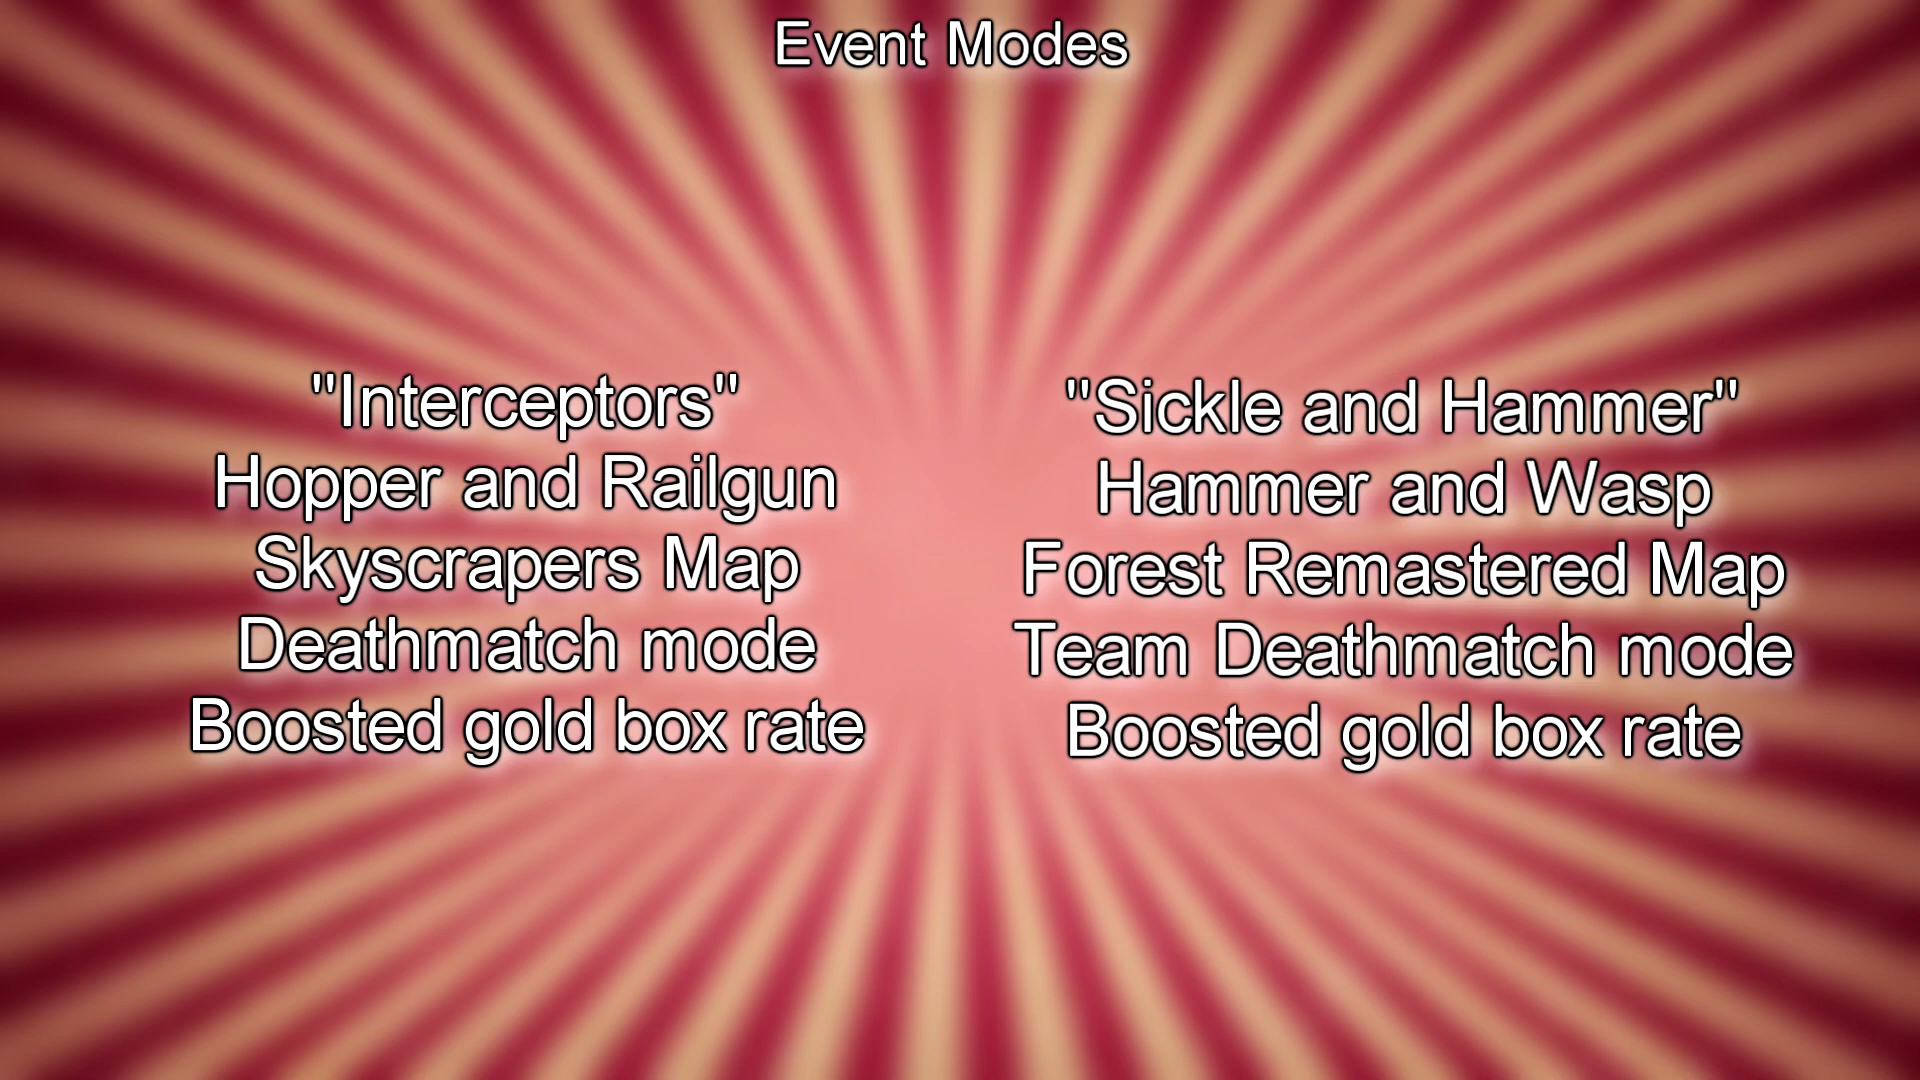 Event Modes
"Interceptors"
Hopper and Railgun
Skyscrapers Map
Deathmatch mode
Boosted gold box rate
"Sickle and Hammer"
Hammer and Wasp
Forest Remastered Map
Team Deathmatch mode
Boosted gold box rate